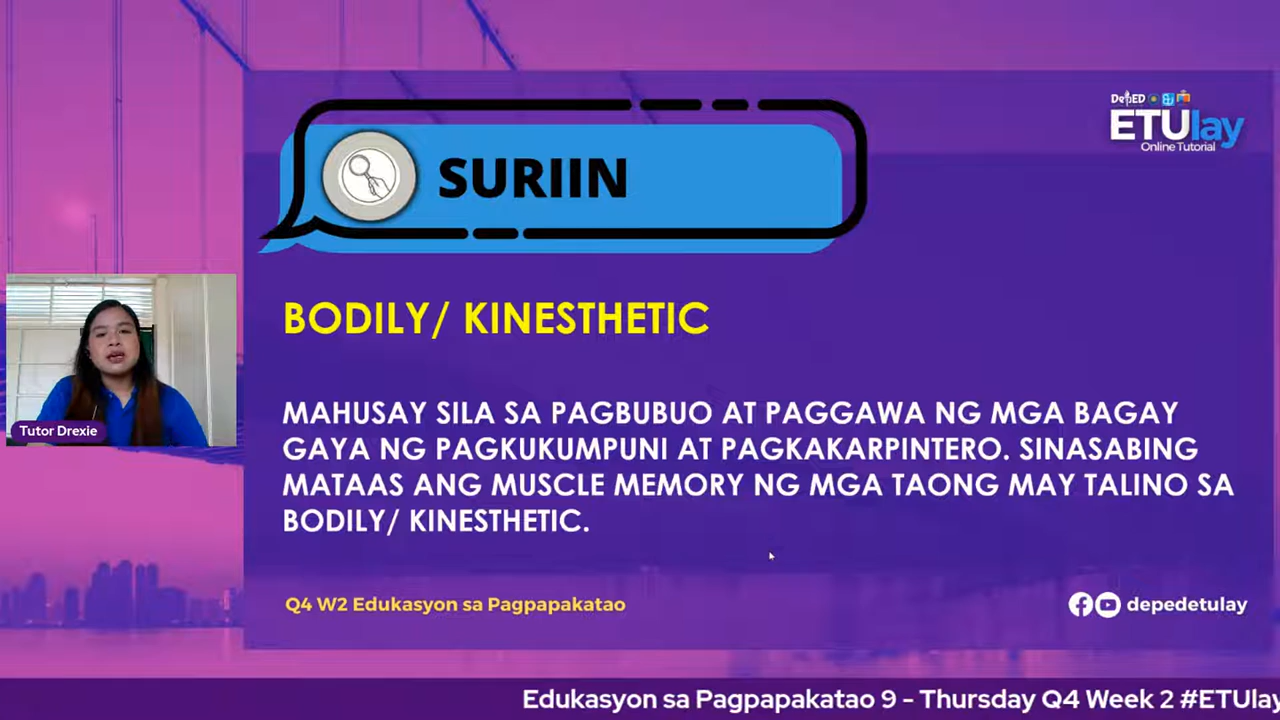 DepED
ETUlay
Online Tutorial
SURIIN
BODILY/ KINESTHETIC
MAHUSAY SILA SA PAGBUBUO AT PAGGAWA NG MGA BAGAY
GAYA NG PAGKUKUMPUNI AT PAGKAKARPINTERO. SINASABING
MATAAS ANG MUSCLE MEMORY NG MGA TAONG MAY TALINO SA
BODILY/ KINESTHETIC.
Tutor Drexie
Q4 W2 Edukasyon sa Pagpapakatao
depedetulay
Edukasyon sa Pagpapakatao 9 - Thursday Q4 Week 2 #ETUlay